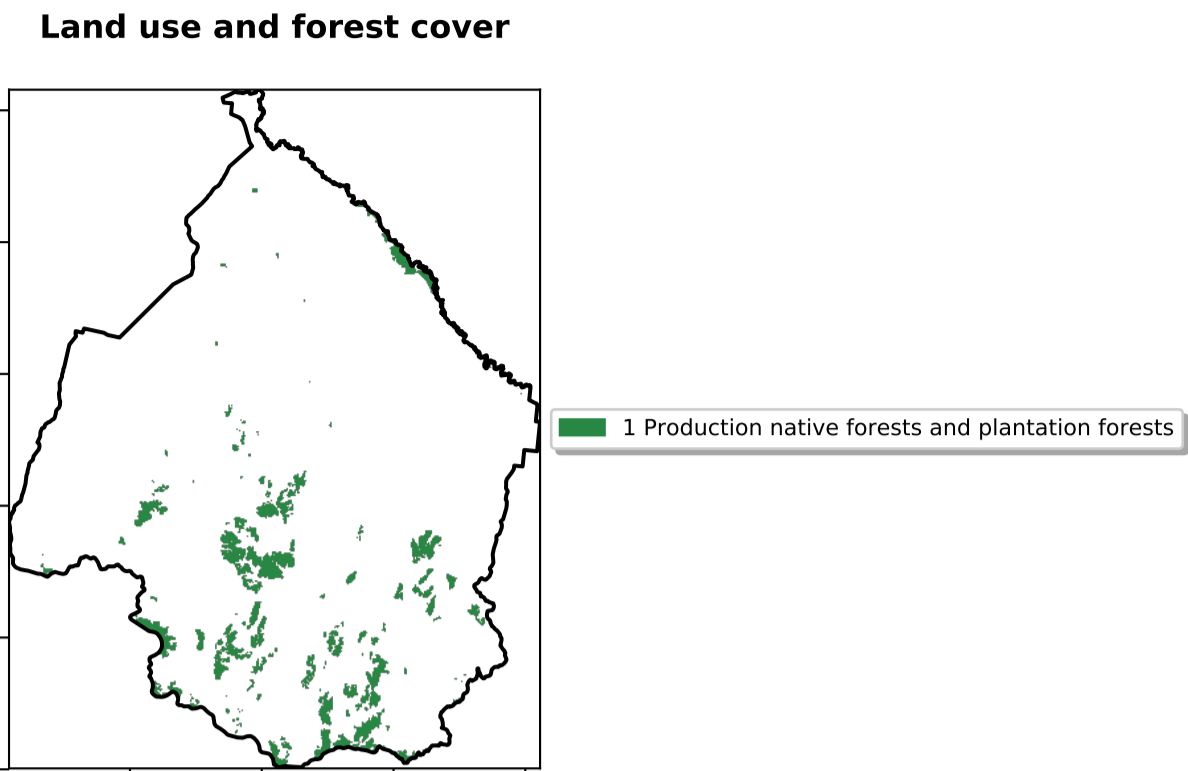 Land use and forest cover
1 Production native forests and plantation forests